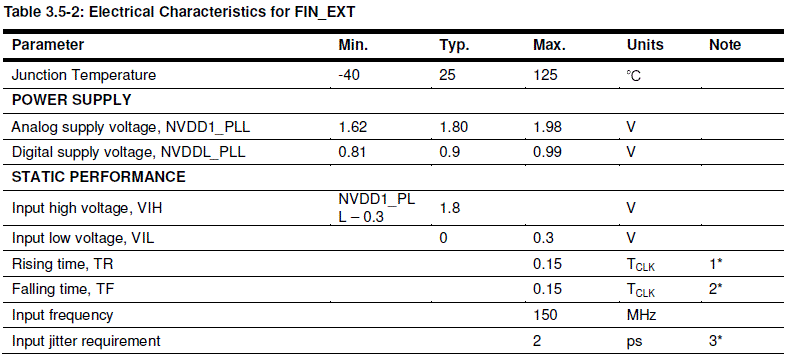 Table 3.5-2: Electrical Characteristics for FIN_EXT
Parameter Min. Typ. Max. Units Note
Junction Temperature -40 25 125 °C
POWER SUPPLY
Analog supply voltage, NVDD1_PLL 1.62 1.80 1.98 V
Digital supply voltage, NVDDL_PLL 0.81 0.9 0.99 V
STATIC PERFORMANCE
Input high voltage, VIH NVDD1_PL L – 0.3 1.8 V
Input low voltage, VIL 0 0.3 V
Rising time, TR 0.15 TCLK 1*
Falling time, TF 0.15 TCLK 2*
Input frequency 150 MHz
Input jitter requirement 2 ps 3*